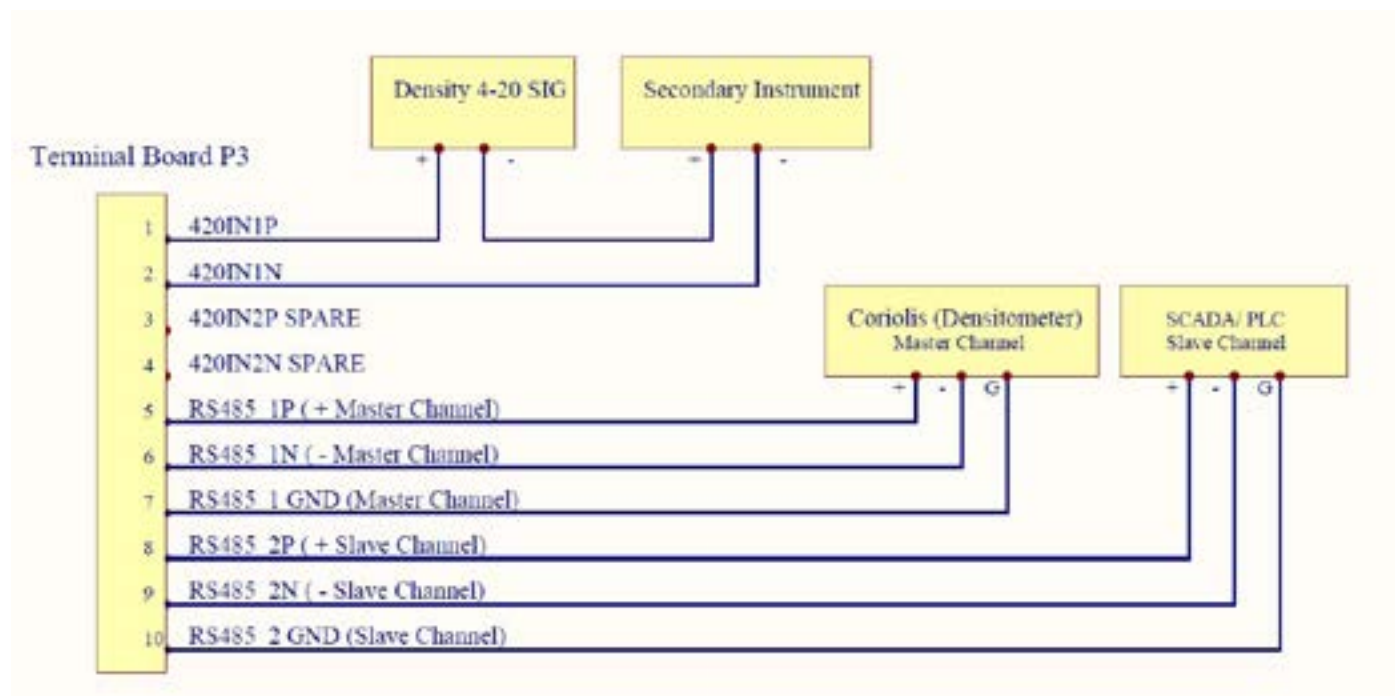 Density 4-20 SIG
+ -
Secondary Instrument
+ -
Terminal Board P3
1 420IN1P
2 420IN1N
3 420IN2P SPARE
4 420IN2N SPARE
5 RS485 1P ( + Master Channel)
6 RS485 1N ( - Master Channel)
7 RS485 1 GND (Master Channel)
8 RS485 2P ( + Slave Channel)
9 RS485 2N ( - Slave Channel)
10 RS485 2 GND (Slave Channel)
Coriolis (Densitometer)
Master Channel
+ - G
SCADA/ PLC
Slave Channel
+ - G